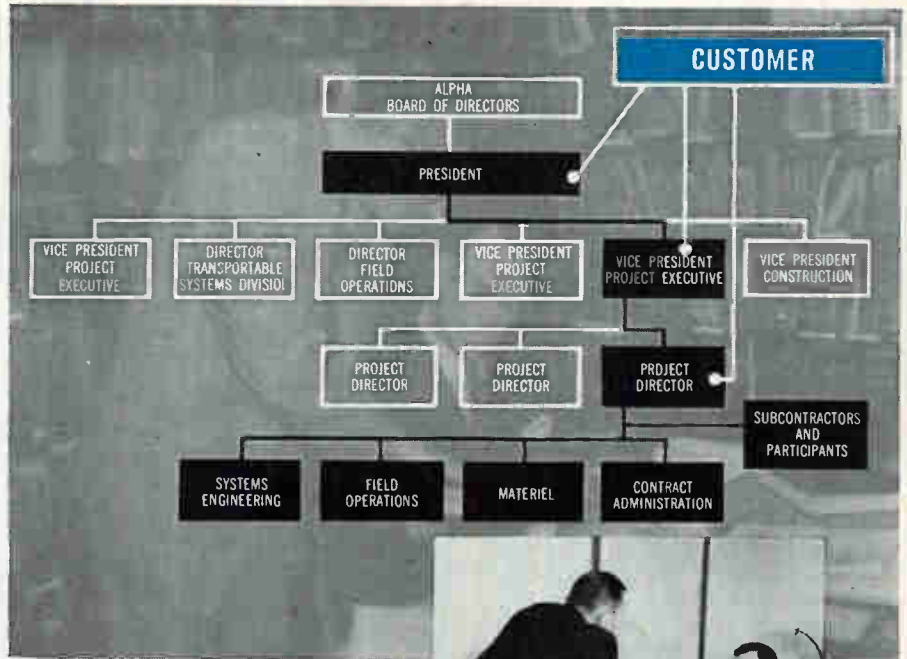 CUSTOMER
ALPHA
BOARD OF DIRECTORS
PRESIDENT
VICE PRESIDENT
PROJECT
EXECUTIVE
DIRECTOR
TRANSPORTABLE
SYSTEMS DIVISION
DIRECTOR
FIELD
OPERATIONS
VICE PRESIDENT
PROJECT
EXECUTIVE
VICE PRESIDENT
PROJECT EXECUTIVE
VICE PRESIDENT
CONSTRUCTION
PROJECT
DIRECTOR
PROJECT
DIRECTOR
PROJECT
DIRECTOR
SUBCONTRACTORS
AND
PARTICIPANTS
SYSTEMS
ENGINEERING
FIELD
OPERATIONS
MATERIEL
CONTRACT
ADMINISTRATION